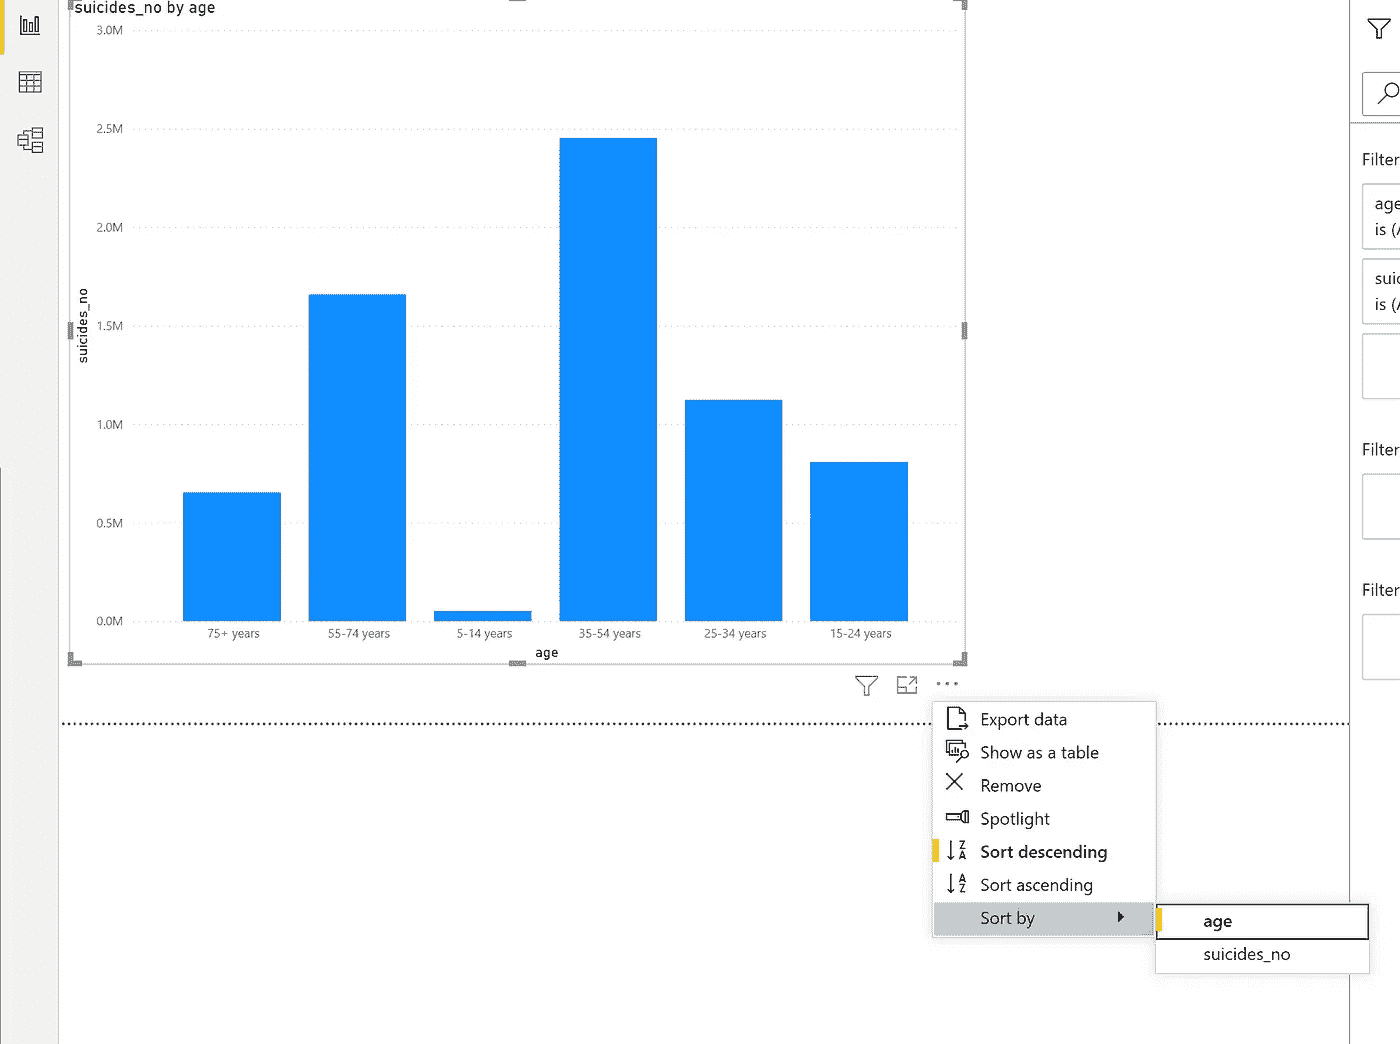 suicides_no by age
3.0M
2.5M
2.0M
1.5M
1.0M
0.5M
0.0M
suicides_no
75+ years
55-74 years
5-14 years
35-54 years
25-34 years
15-24 years
age
Export data
Show as a table
Remove
Spotlight
Sort descending
Sort ascending
Sort by
age
suicides_no
Filter
age
is (
suic
is (
Filter
Filter